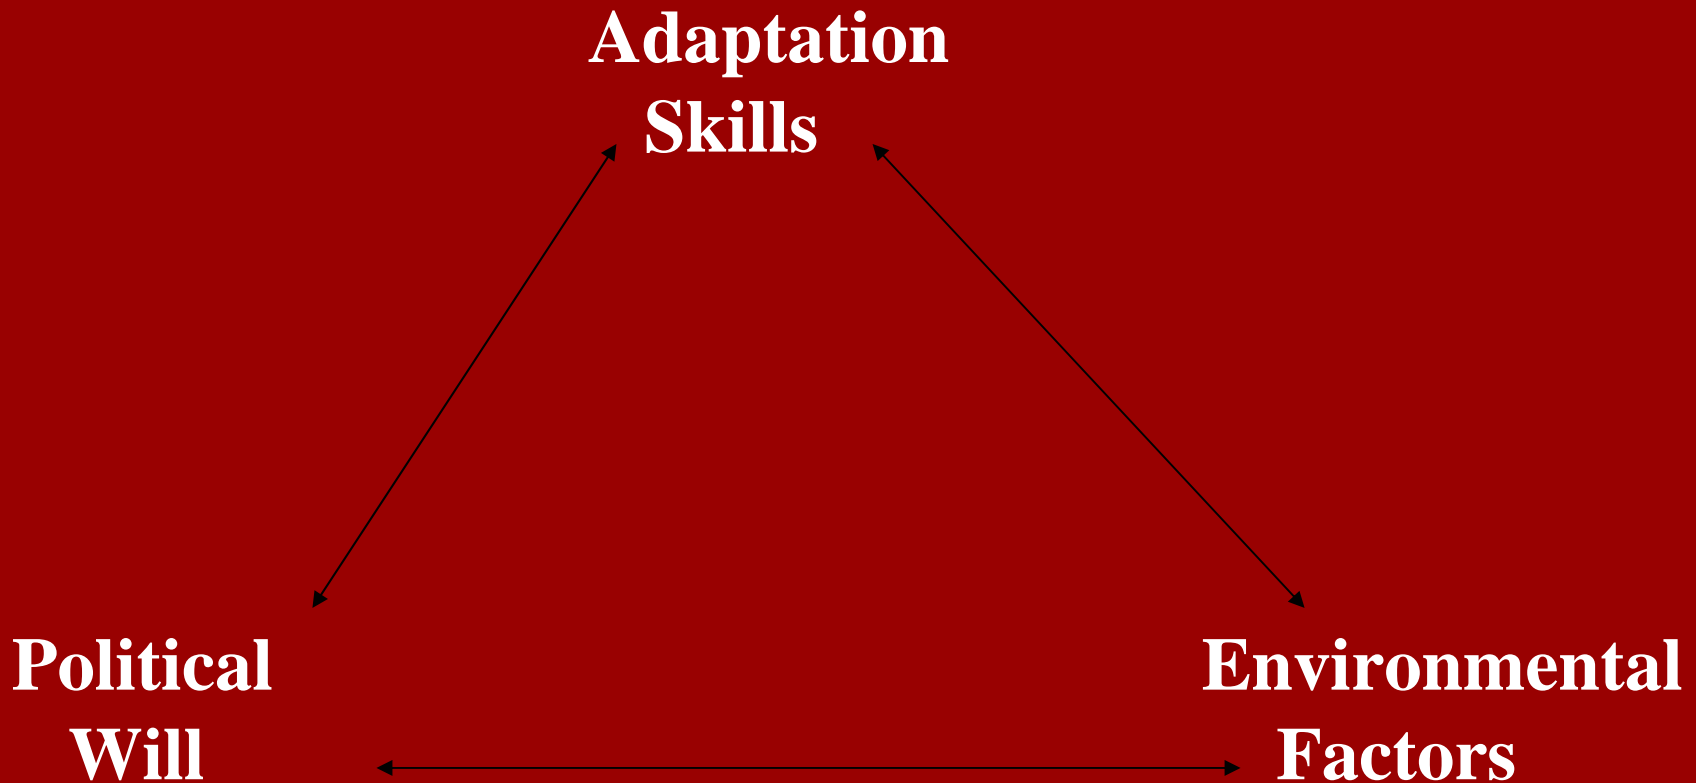 Adaptation
Skills
Political
Will
Environmental
Factors